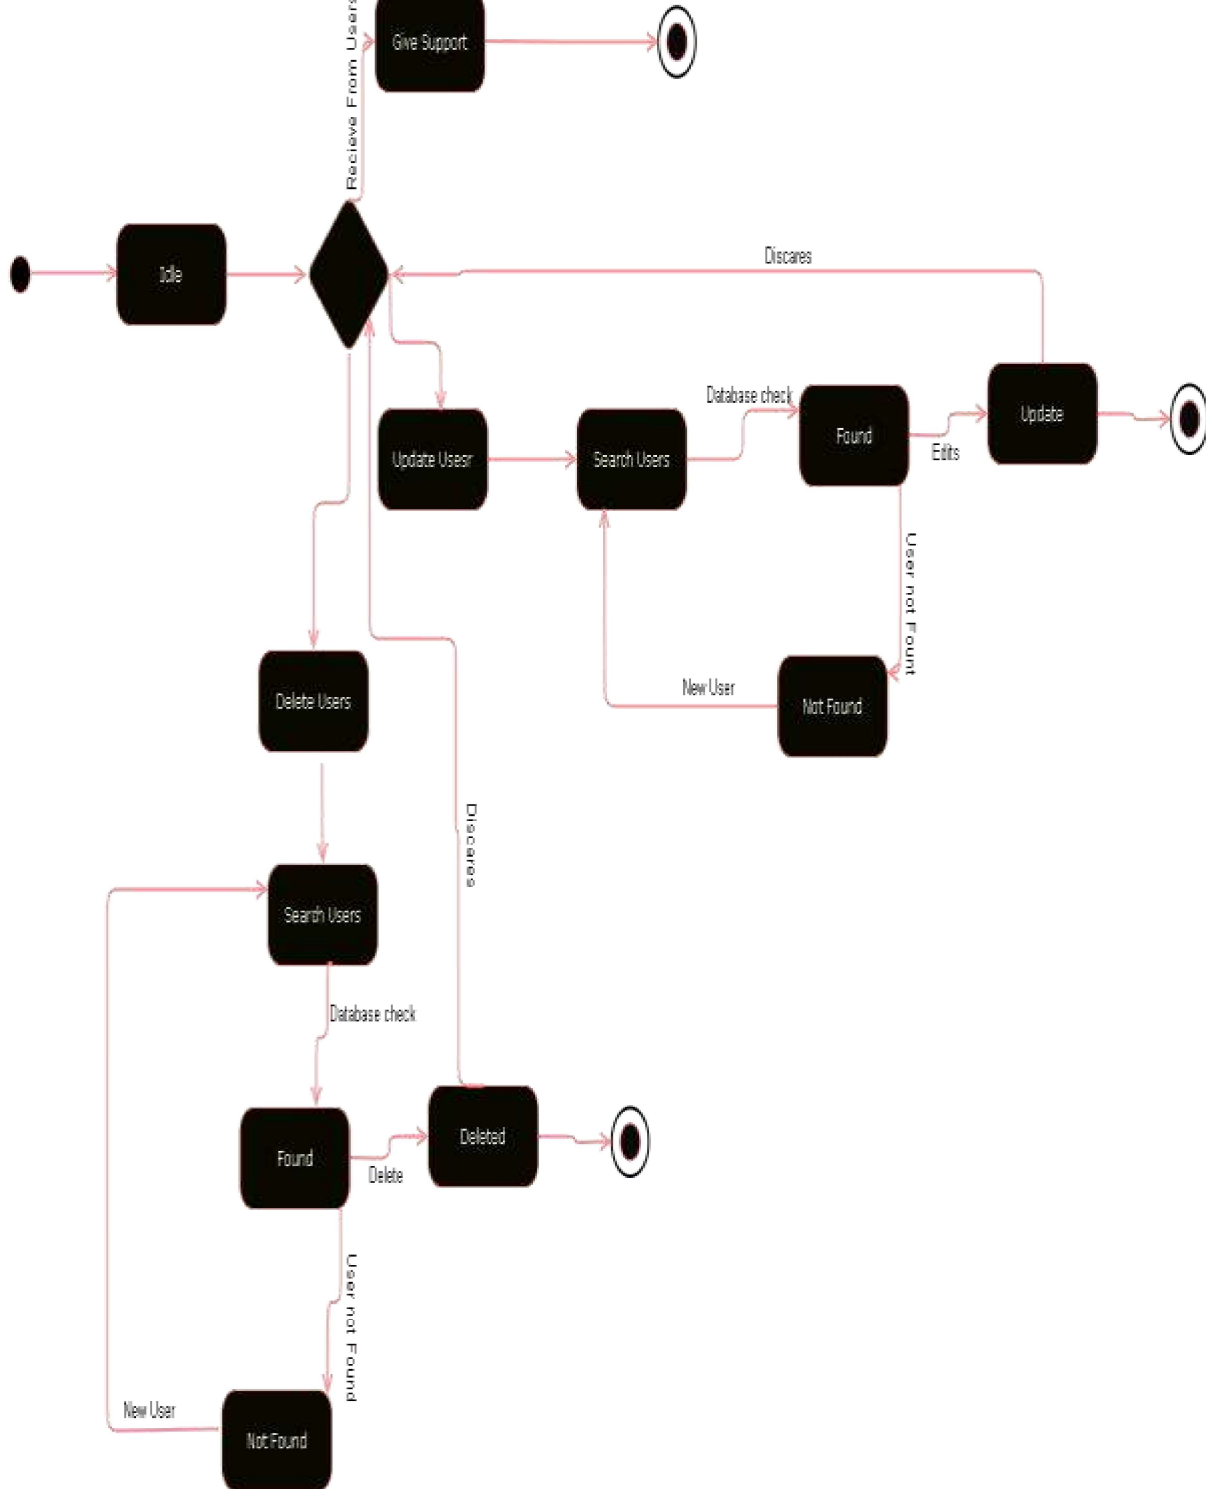 Recieve From Users
Give Support
Idle
Discares
Database check
Found
Edits
Update
Update Usesr
Search Users
User not Fount
New User
Not Found
Delete Users
Discares
Search Users
Database check
Found
Delete
Deleted
User not Found
New User
Not Found